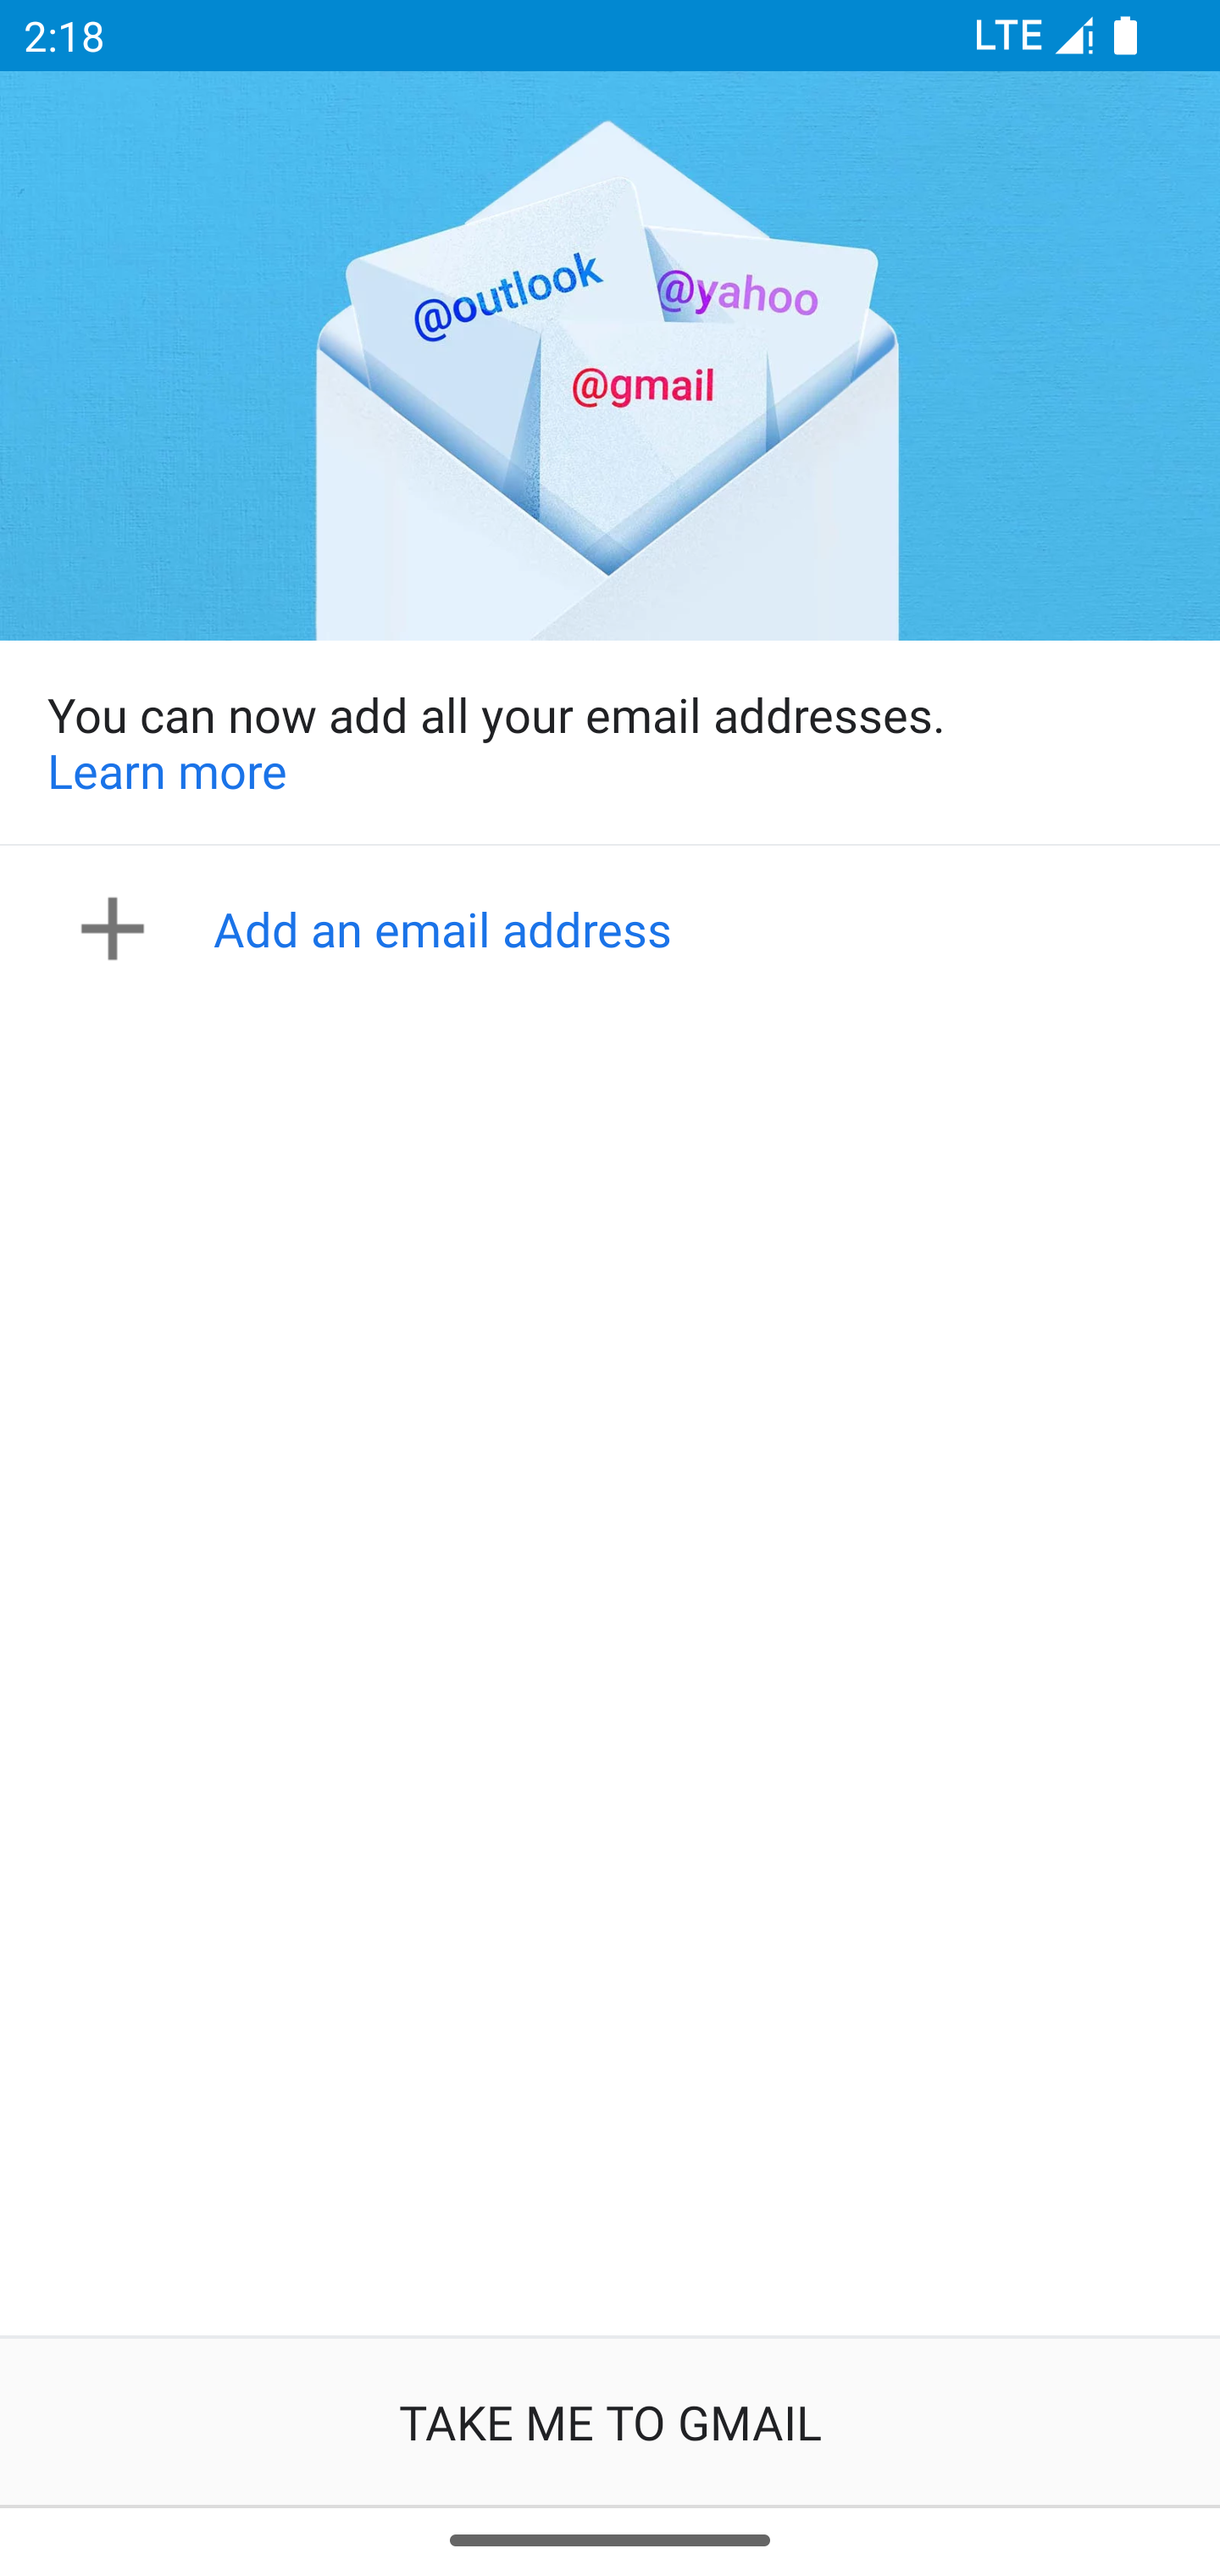 2:18
LTE
@outlook
@yahoo
@gmail
You can now add all your email addresses.
Learn more
Add an email address
TAKE ME TO GMAIL